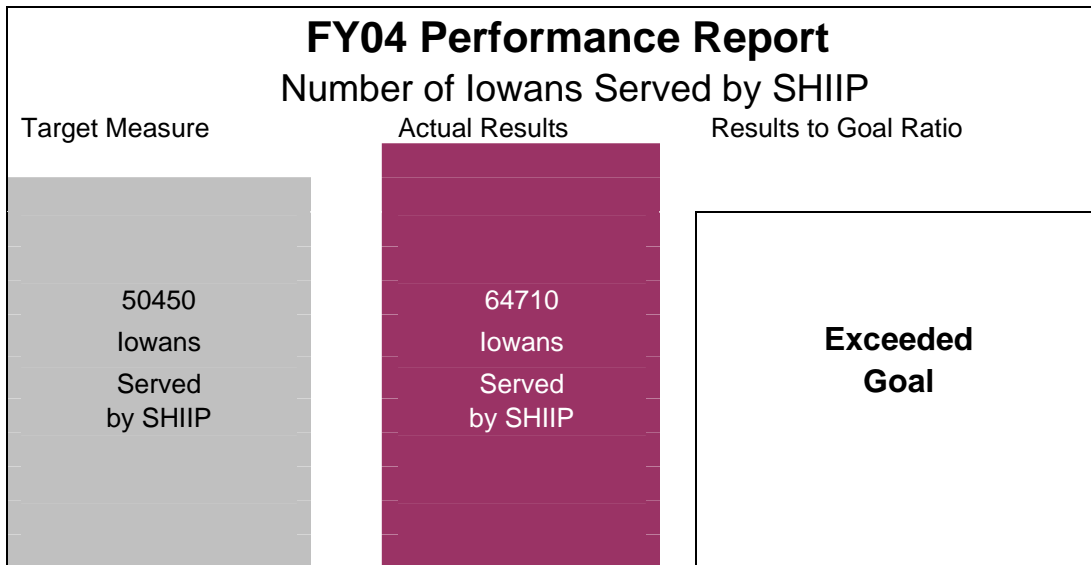 FY04 Performance Report
Number of Iowans Served by SHIIP
Target Measure
Actual Results
Results to Goal Ratio
50450
Iowans
Served
by SHIIP
64710
Iowans
Served
by SHIIP
Exceeded
Goal